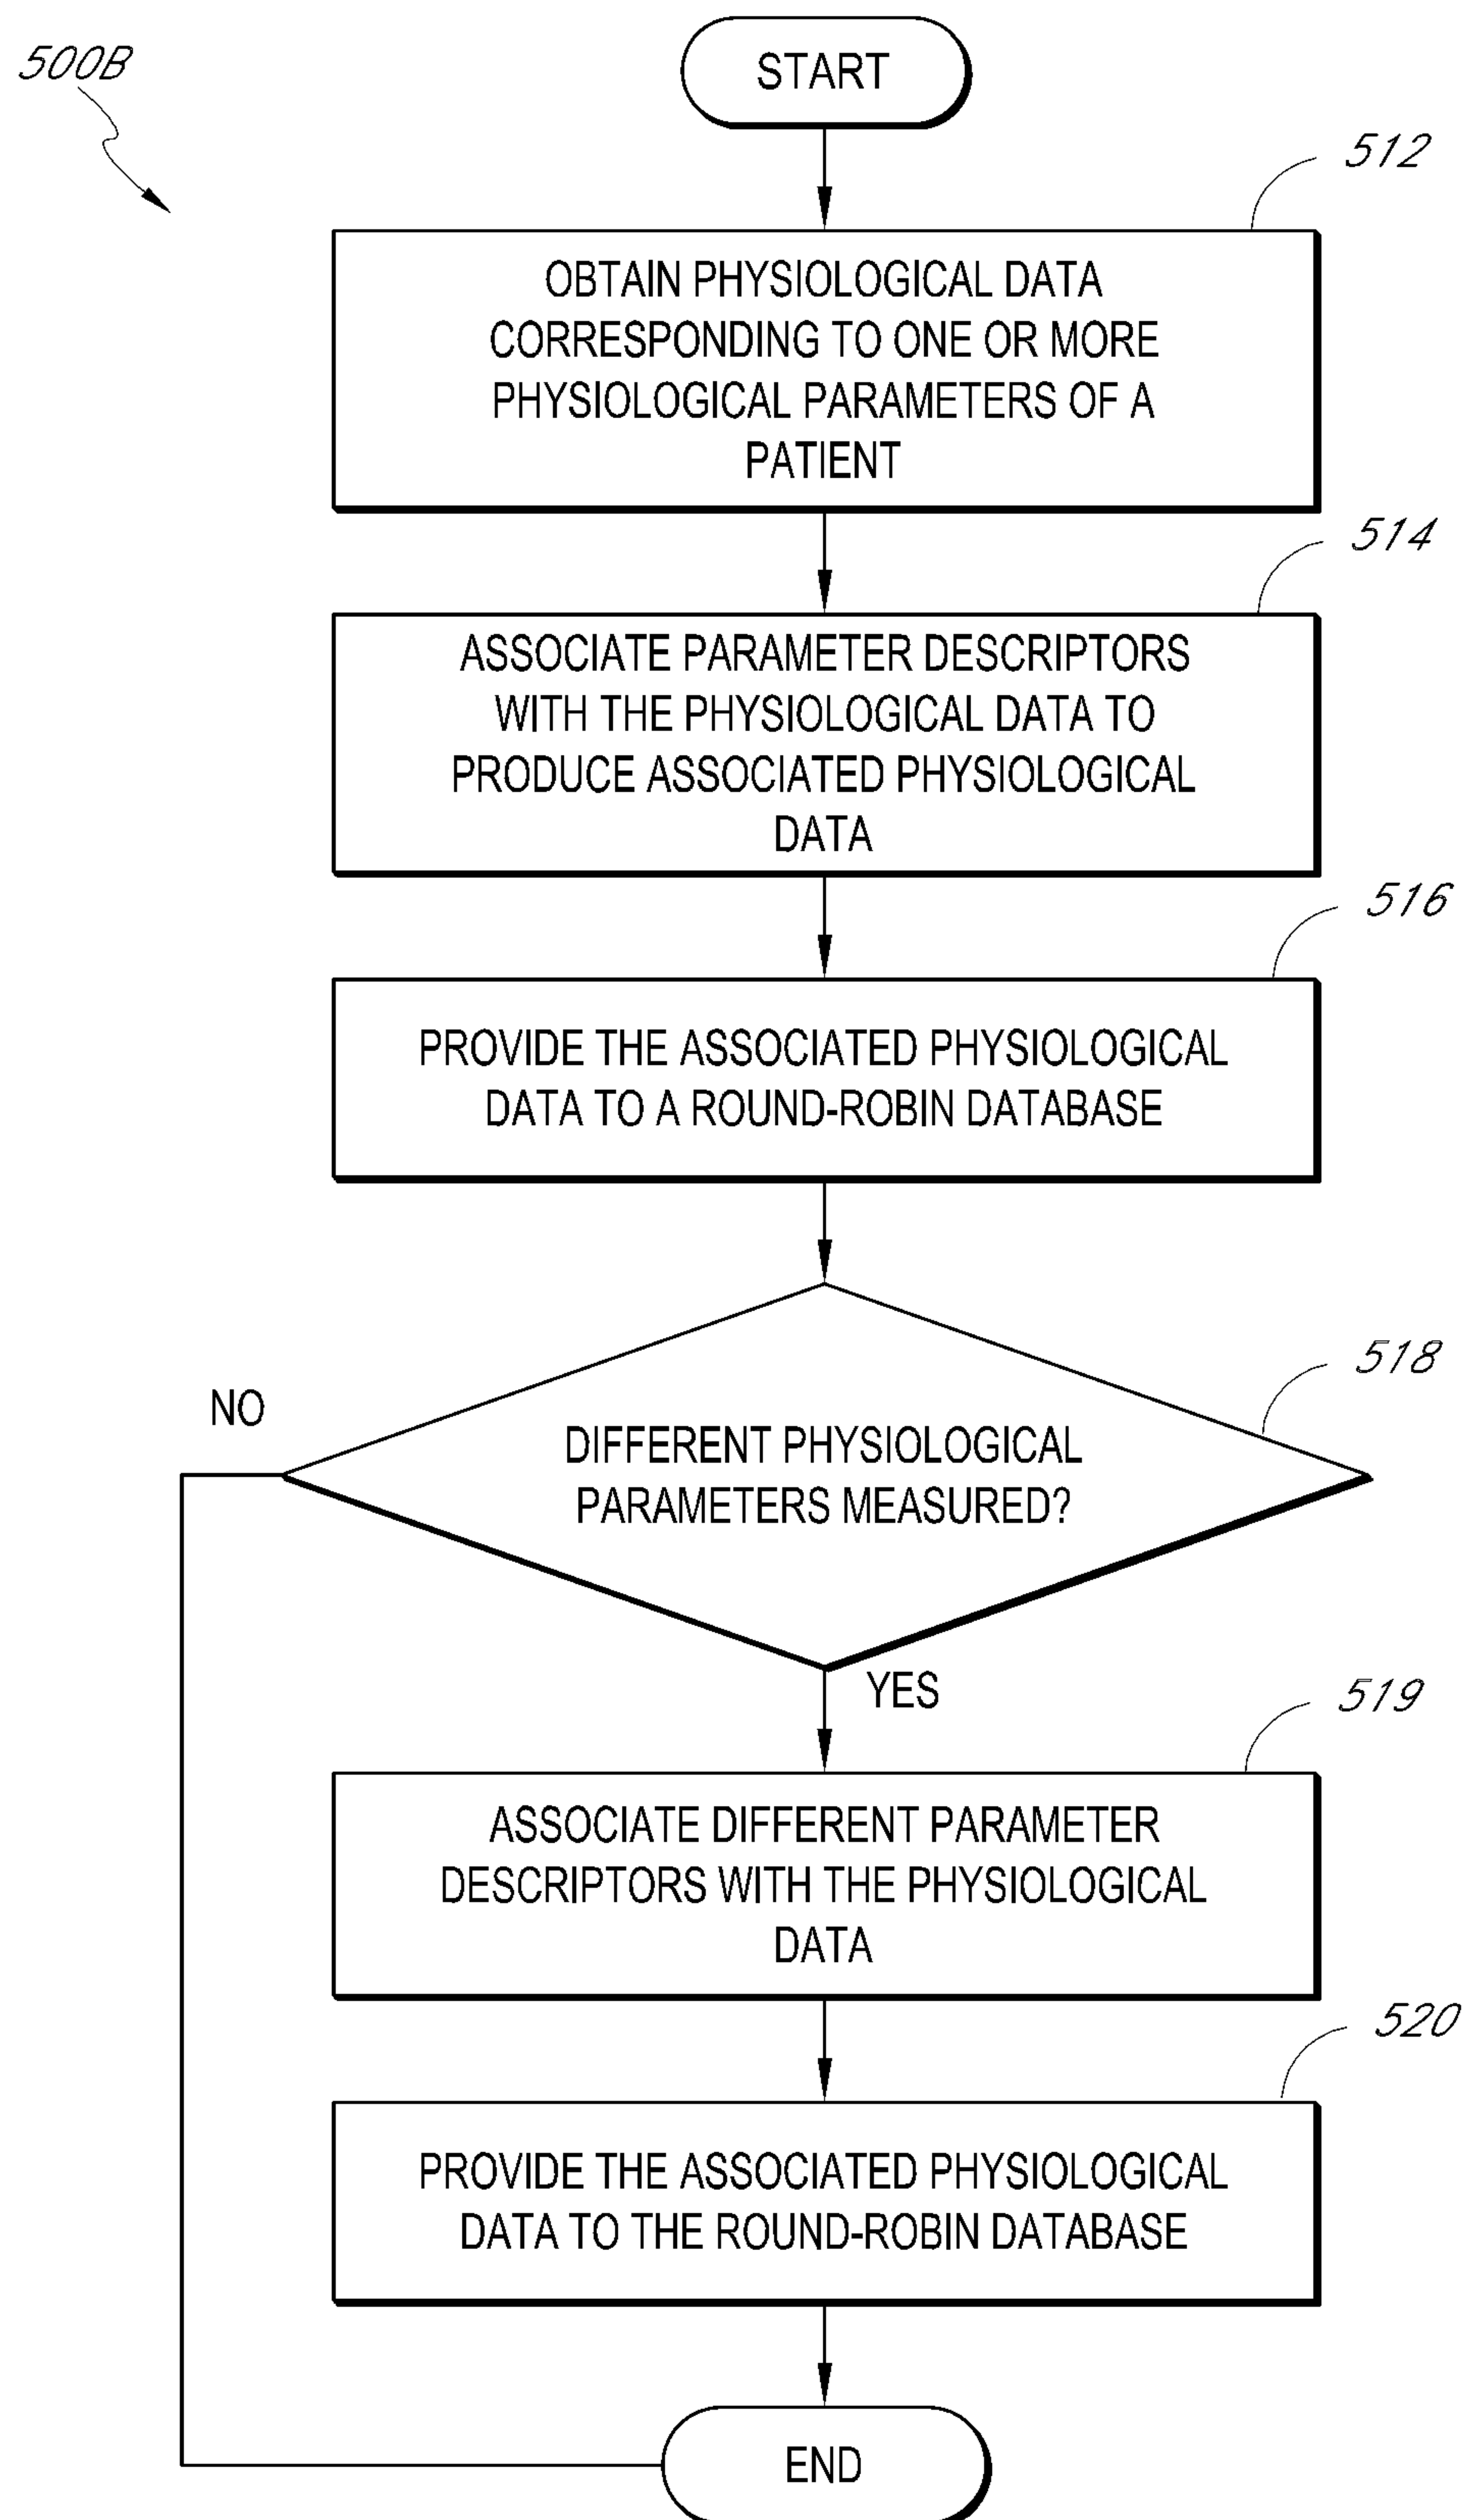 500B
START
512
OBTAIN PHYSIOLOGICAL DATA
CORRESPONDING TO ONE OR MORE
PHYSIOLOGICAL PARAMETERS OF A
PATIENT
514
ASSOCIATE PARAMETER DESCRIPTORS
WITH THE PHYSIOLOGICAL DATA TO
PRODUCE ASSOCIATED PHYSIOLOGICAL
DATA
516
PROVIDE THE ASSOCIATED PHYSIOLOGICAL
DATA TO A ROUND-ROBIN DATABASE
518
NO
DIFFERENT PHYSIOLOGICAL
PARAMETERS MEASURED?
YES
519
ASSOCIATE DIFFERENT PARAMETER
DESCRIPTORS WITH THE PHYSIOLOGICAL
DATA
520
PROVIDE THE ASSOCIATED PHYSIOLOGICAL
DATA TO THE ROUND-ROBIN DATABASE
END